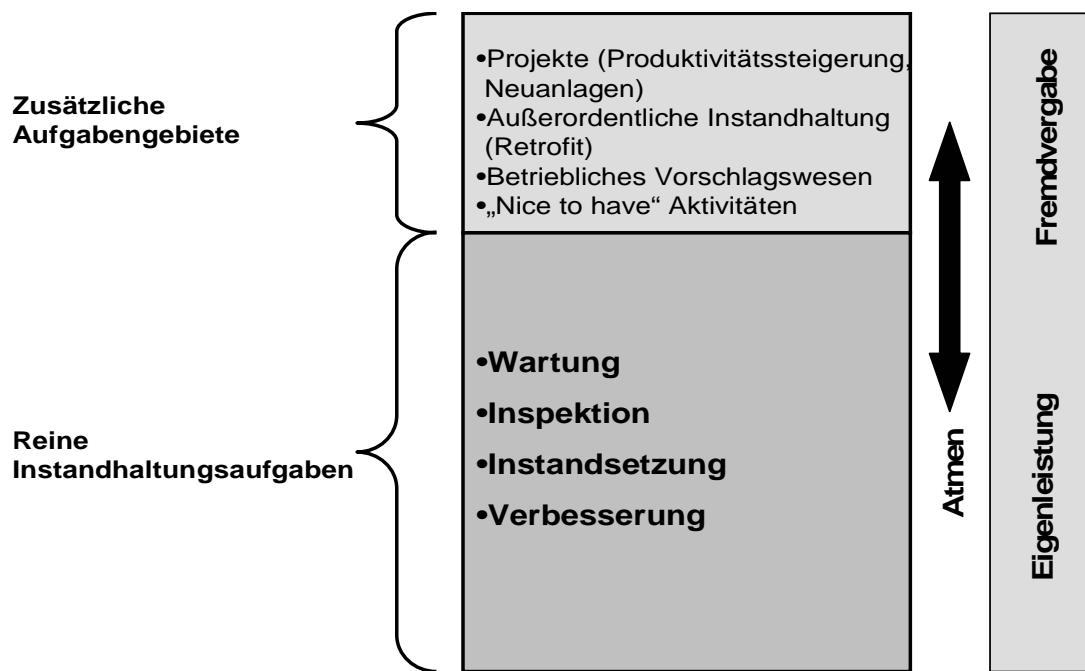 Zusätzliche
Aufgabengebiete
•Projekte (Produktivitätssteigerung,
Neuanlagen)
•Außerordentliche Instandhaltung
(Retrofit)
•Betriebliches Vorschlagswesen
•„Nice to have“ Aktivitäten
Reine
Instandhaltungsaufgaben
•Wartung
•Inspektion
•Instandsetzung
•Verbesserung
Atmen
Fremdvergabe
Eigenleistung